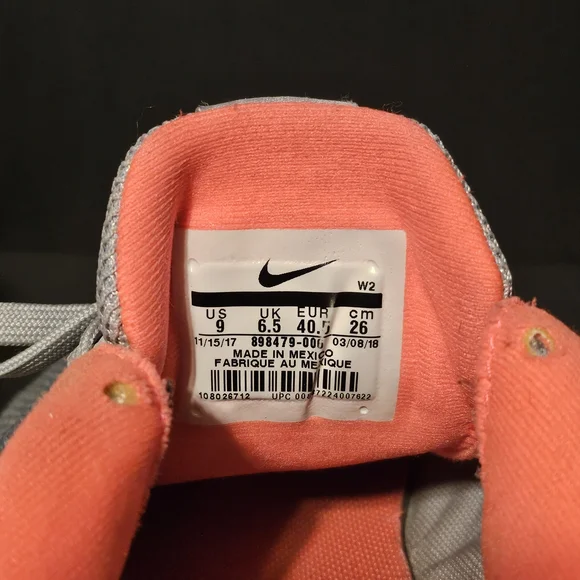 W2
US UK EUR cm
9 6.5 40.5 26
11/15/17 898479-006 03/08/18
MADE IN MEXICO
FABRIQUE AU MEXIQUE
108026712 UPC